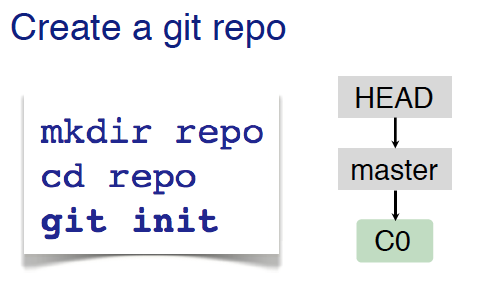 Create a git repo
mkdir repo
cd repo
git init
HEAD
master
C0